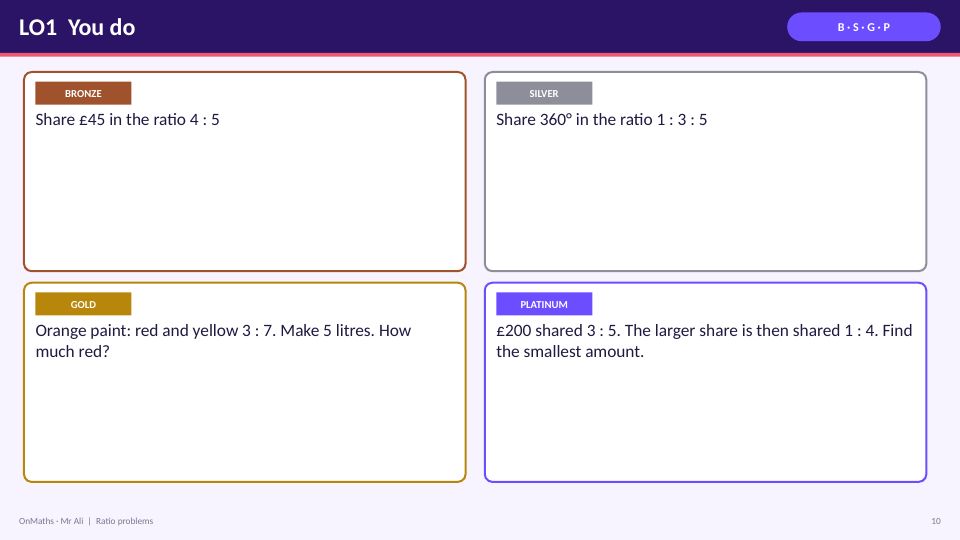 LO1  You do
B · S · G · P
BRONZE
Share £45 in the ratio 4 : 5
SILVER
Share 360° in the ratio 1 : 3 : 5
GOLD
Orange paint: red and yellow 3 : 7. Make 5 litres. How
much red?
PLATINUM
£200 shared 3 : 5. The larger share is then shared 1 : 4. Find
the smallest amount.
OnMaths · Mr Ali  |  Ratio problems
10